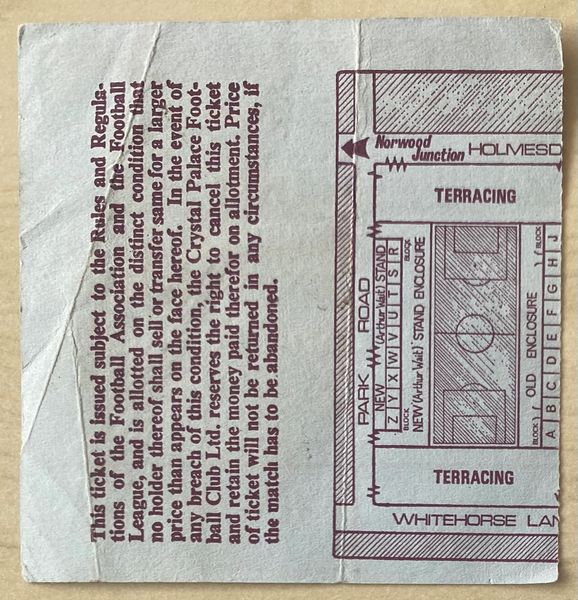 This ticket is issued subject to the Rules and Regula-
tions of the Football Association and the Football
League, and is allotted on the distinct condition that
no holder thereof shall sell or transfer same for a larger
price than appears on the face hereof. In the event of
any breach of this condition, the Crystal Palace Foot-
ball Club Ltd. reserves the right to cancel this ticket
and retain the money paid therefor on allotment. Price
of ticket will not be returned in any circumstances, if
the match has to be abandoned.
Norwood
Junction
HOLMESD
TERRACING
PARK ROAD
NEW (Arthur Wait) STAND
BLOCK Z Y X W V U T S R BLOCK
NEW (Arthur Wait) STAND ENCLOSURE
OLD ENCLOSURE
BLOCK BLOCK
A B C D E F G H J
TERRACING
WHITEHORSE LAN